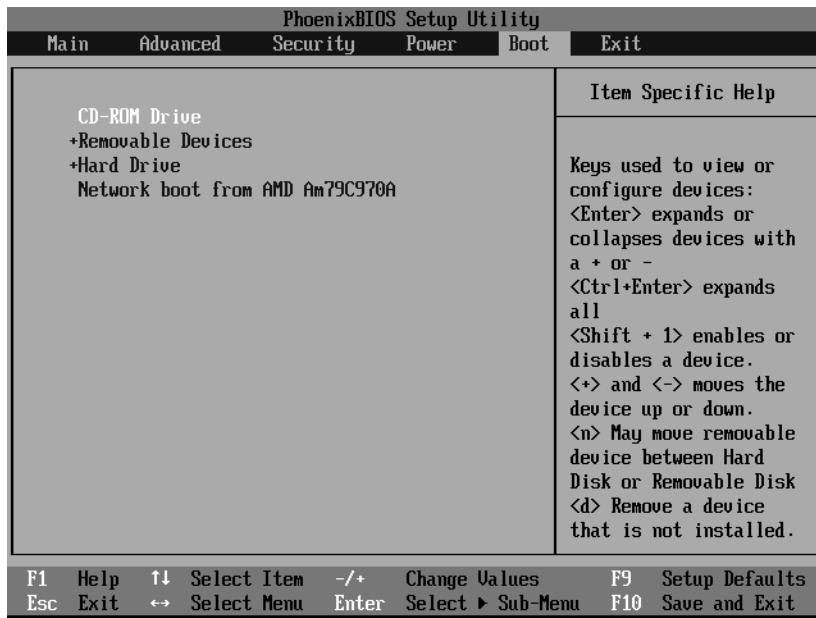 PhoenixBIOS Setup Utility
Main Advanced Security Power Boot Exit
CD-ROM Drive
+Removable Devices
+Hard Drive
Network boot from AMD Am79C970A
Item Specific Help
Keys used to view or
configure devices:
<Enter> expands or
collapses devices with
a + or -
<Ctrl+Enter> expands
all
<Shift + 1> enables or
disables a device.
<+> and <-> moves the
device up or down.
<n> May move removable
device between Hard
Disk or Removable Disk
<d> Remove a device
that is not installed.
F1 Help ↑↓ Select Item -/+ Change Values F9 Setup Defaults
Esc Exit ↔ Select Menu Enter Select ▶ Sub-Menu F10 Save and Exit